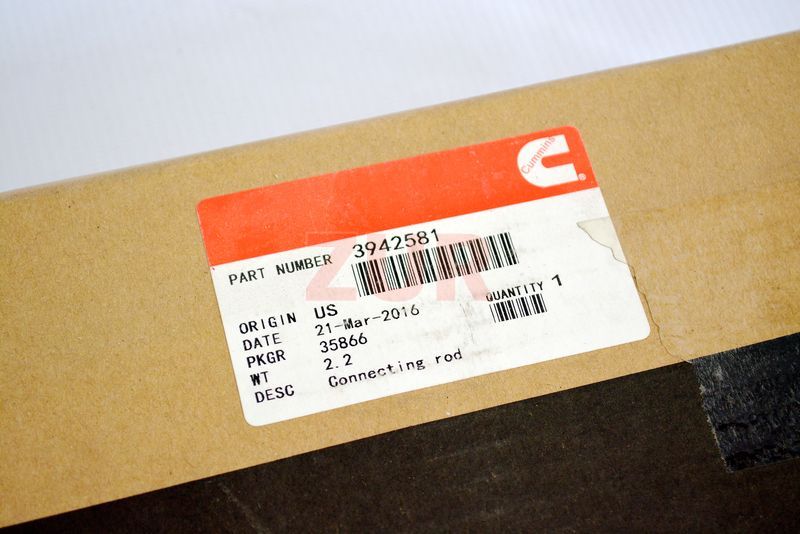 Cummins
®
PART NUMBER 3942581
ZUR
QUANTITY 1
ORIGIN US
DATE 21-Mar-2016
PKGR 35866
WT 2.2
DESC Connecting rod